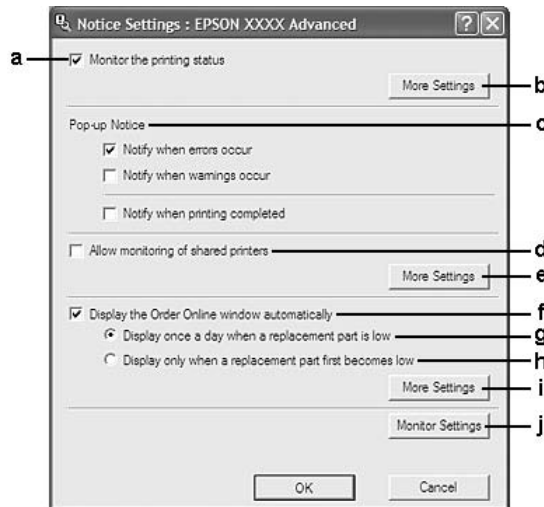 Notice Settings : EPSON XXXX Advanced
a Monitor the printing status
More Settings b
Pop-up Notice c
Notify when errors occur
Notify when warnings occur
Notify when printing completed
Allow monitoring of shared printers d
More Settings e
Display the Order Online window automatically f
Display once a day when a replacement part is low g
Display only when a replacement part first becomes low h
More Settings i
Monitor Settings j
OK Cancel